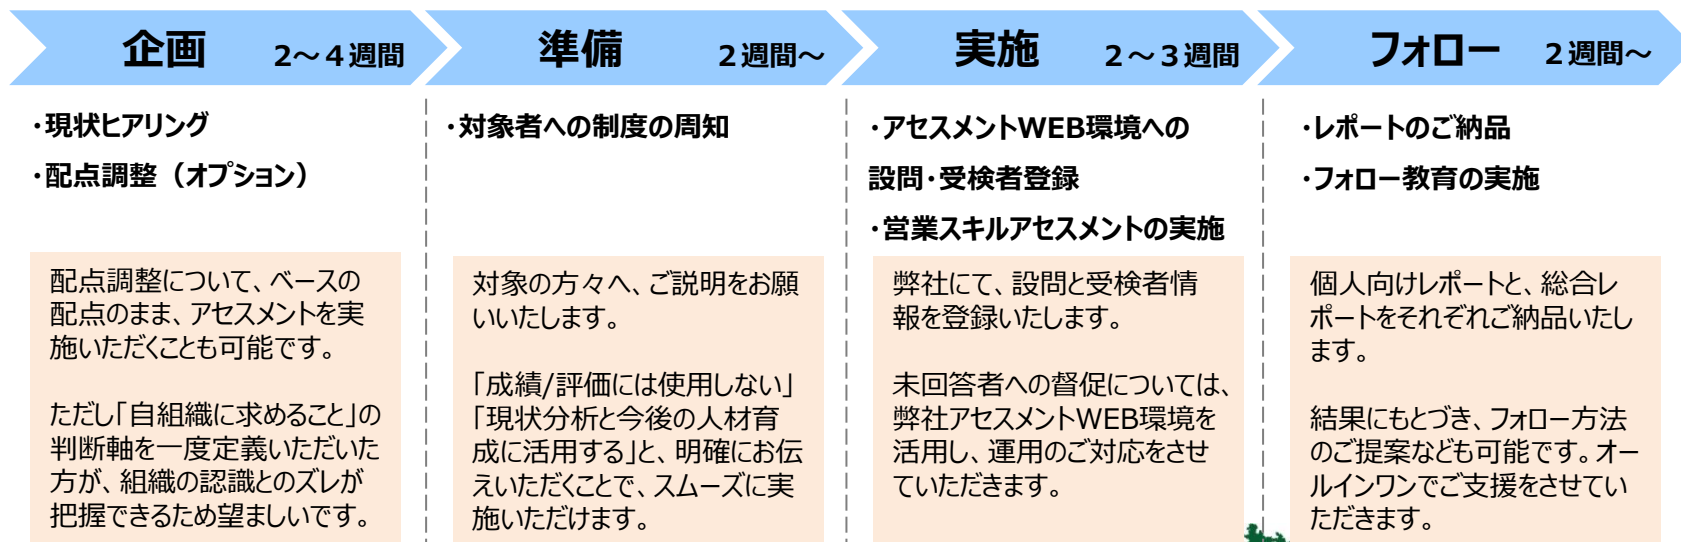 企画 2～４週間
準備 ２週間～
実施 ２～３週間
フォロー ２週間～
・現状ヒアリング
・配点調整（オプション）
配点調整について、ベースの
配点のまま、アセスメントを実
施いただくことも可能です。
ただし「自組織に求めること」の
判断軸を一度定義いただいた
方が、組織の認識とのズレが
把握できるため望ましいです。
・対象者への制度の周知
対象の方々へ、ご説明をお願
いいたします。
「成績/評価には使用しない」
「現状分析と今後の人材育
成に活用する」と、明確にお伝
えいただくことで、スムーズに実
施いただけます。
・アセスメントWEB環境への
設問・受検者登録
・営業スキルアセスメントの実施
弊社にて、設問と受検者情
報を登録いたします。
未回答者への督促については、
弊社アセスメントWEB環境を
活用し、運用のご対応をさせ
ていただきます。
・レポートのご納品
・フォロー教育の実施
個人向けレポートと、総合レ
ポートをそれぞれご納品いたし
ます。
結果にもとづき、フォロー方法
のご提案なども可能です。オー
ルインワンでご支援をさせてい
ただきます。